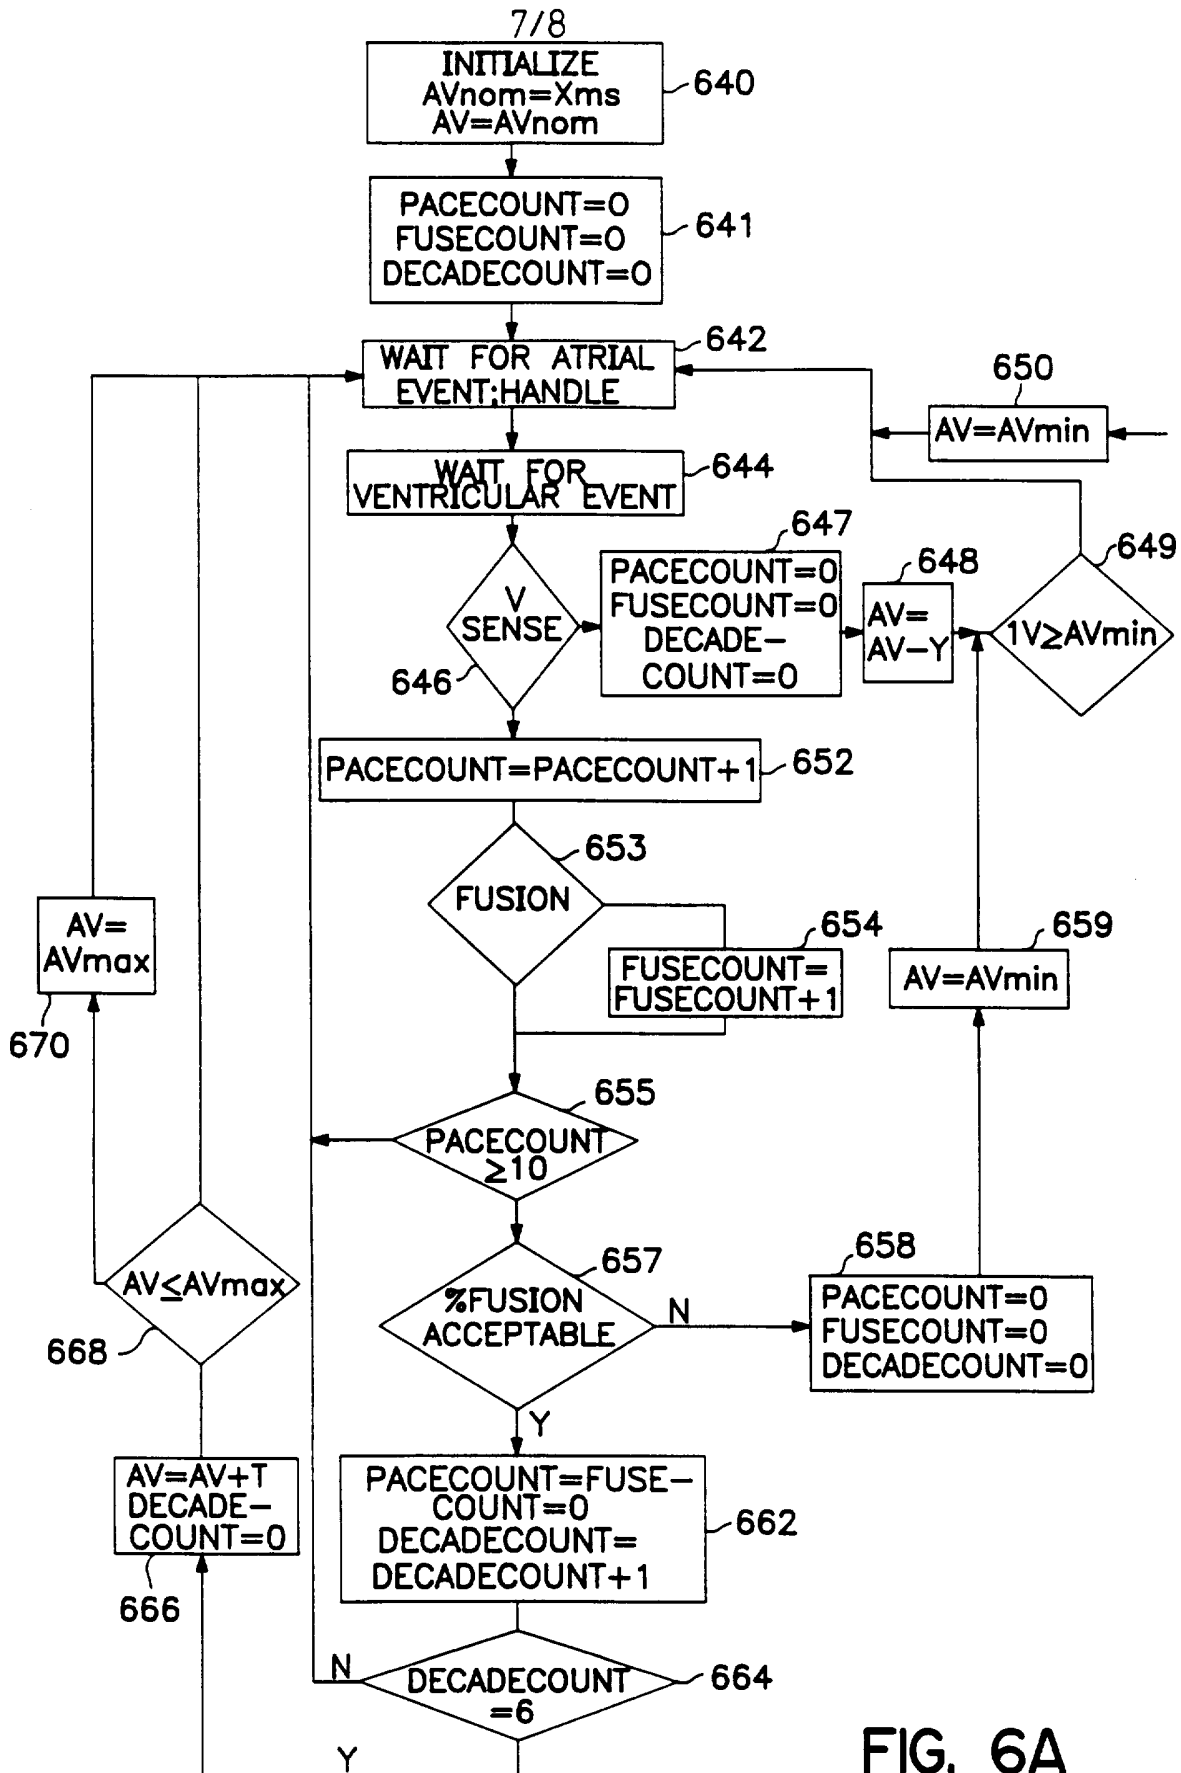 7/8
INITIALIZE
AVnom=Xms
AV=AVnom
640
PACECOUNT=0
FUSECOUNT=0
DECADECOUNT=0
641
WAIT FOR ATRIAL
EVENT;HANDLE
642
650
AV=AVmin
WAIT FOR
VENTRICULAR EVENT
644
V
SENSE
646
647
PACECOUNT=0
FUSECOUNT=0
DECADE-
COUNT=0
648
AV=
AV-Y
649
1V≥AVmin
PACECOUNT=PACECOUNT+1
652
FUSION
653
654
FUSECOUNT=
FUSECOUNT+1
659
AV=AVmin
AV=
AVmax
670
655
PACECOUNT
≥10
657
%FUSION
ACCEPTABLE
N
Y
658
PACECOUNT=0
FUSECOUNT=0
DECADECOUNT=0
AV≤AVmax
668
AV=AV+T
DECADE-
COUNT=0
666
PACECOUNT=FUSE-
COUNT=0
DECADECOUNT=
DECADECOUNT+1
662
N
DECADECOUNT
=6
664
Y
FIG. 6A